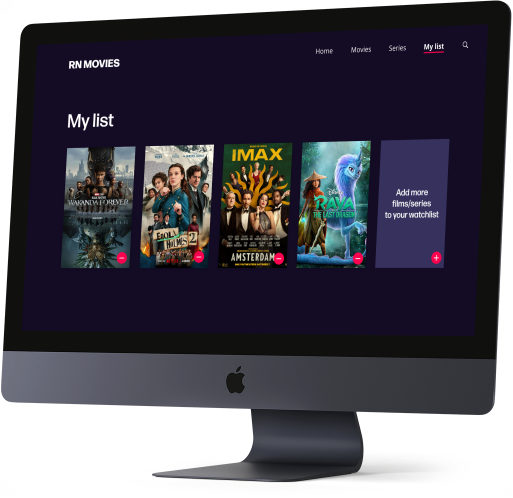 RN MOVIES
Home
Movies
Series
My list
My list
WAKANDA FOREVER
ENOLA
HOLMES 2
IMAX
AMSTERDAM
Disney
RAYA
THE LAST DRAGON
Add more
films/series
to your watchlist